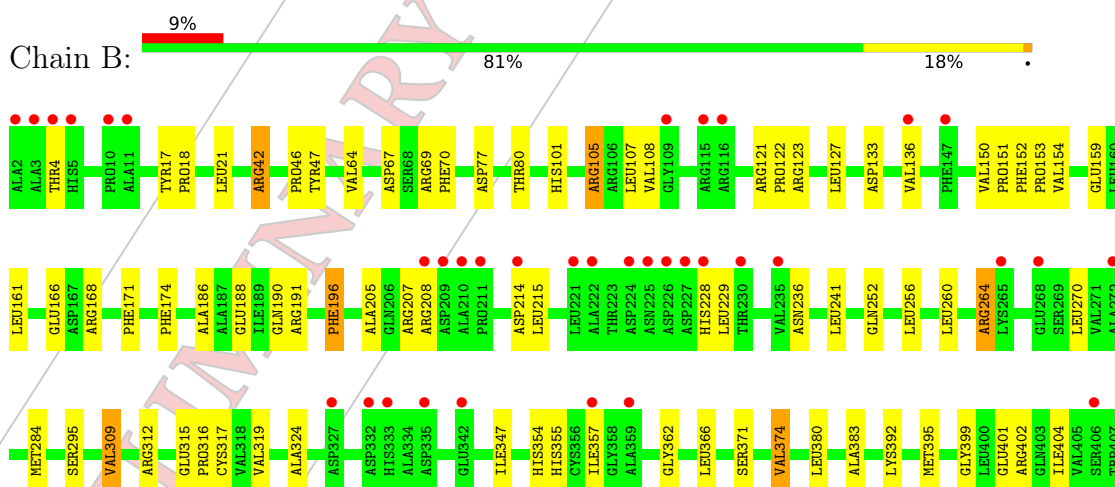 9%
Chain B:
81% 18% •
ALA2 ALA3 THR4 HIS5 PRO10 ALA11 TYR17 PRO18 LEU21 ARG42 PRO46 TYR47 VAL64 ASP67 SER68 ARG69 PHE70 ASP77 THR80 HIS101 ARG105 ARG106 LEU107 VAL108 GLY109 ARG115 ARG116 ARG121 PRO122 ARG123 LEU127 ASP133 VAL136 PHE147 VAL150 PRO151 PHE152 PRO153 VAL154 GLU159 LEU160
LEU161 GLU166 ASP167 ARG168 PHE171 PHE174 ALA186 ALA187 GLU188 ILE189 GLN190 ARG191 PHE196 ALA205 GLN206 ARG207 ARG208 ASP209 ALA210 PRO211 ASP214 LEU215 LEU221 ALA222 THR223 ASP224 ASN225 ASP226 ASP227 HIS228 LEU229 THR230 VAL235 ASN236 LEU241 GLN252 LEU256 LEU260 ARG264 LYS265 GLU268 SER269 LEU270 VAL271
MET284 SER295 VAL309 ARG312 GLU315 PRO316 CYS317 VAL318 VAL319 ALA324 ASP327 ASP332 HIS333 ALA334 ASP335 GLU342 ILE347 HIS354 HIS355 CYS356 ILE357 GLY358 ALA359 GLY362 LEU366 SER371 VAL374 LEU380 ALA383 LYS392 MET395 GLY399 LEU400 GLU401 ARG402 GLN403 ILE404 VAL405 SER406